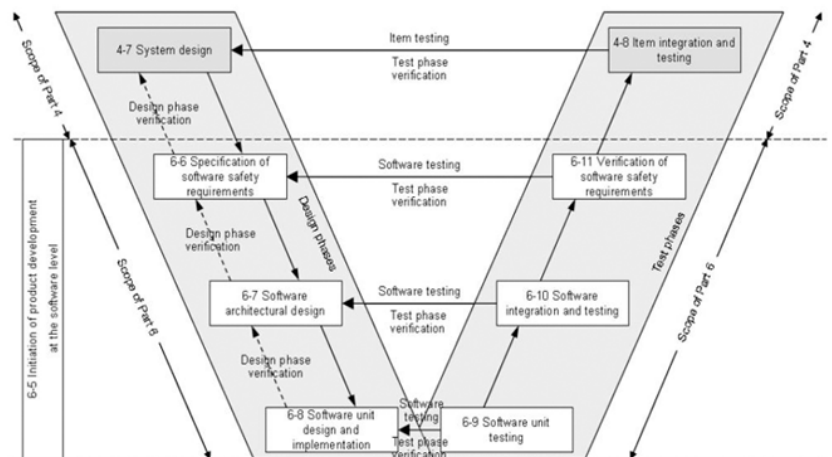 4-7 System design
Item testing
Test phase
verification
4-8 Item integration and
testing
Scope of Part 4
Scope of Part 4
Design phase
verification
6-6 Specification of
software safety
requirements
Software testing
Test phase
verification
6-11 Verification of
software safety
requirements
Design phases
Test phases
Design phase
verification
6-5 Initiation of product development
at the software level
Scope of Part 6
Scope of Part 6
6-7 Software
architectural design
Software testing
Test phase
verification
6-10 Software
integration and testing
Design phase
verification
6-8 Software unit
design and
implementation
Software
testing
Test phase
verification
6-9 Software unit
testing